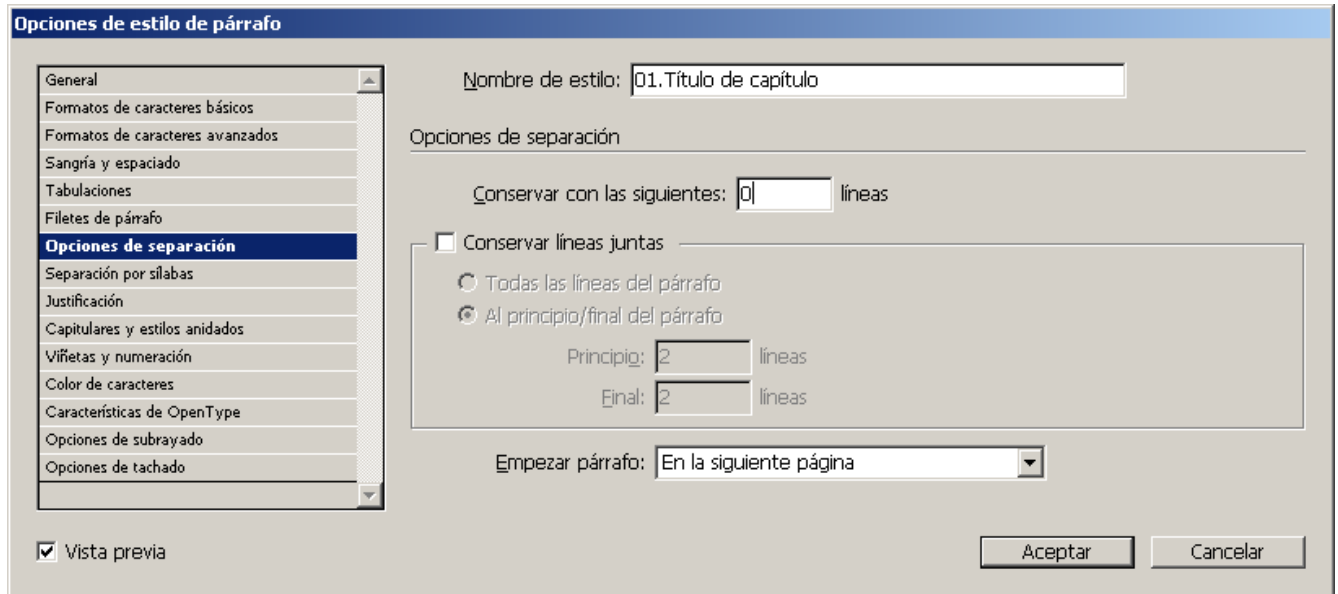 Opciones de estilo de párrafo
General
Formatos de caracteres básicos
Formatos de caracteres avanzados
Sangría y espaciado
Tabulaciones
Filetes de párrafo
Opciones de separación
Separación por sílabas
Justificación
Capitulares y estilos anidados
Viñetas y numeración
Color de caracteres
Características de OpenType
Opciones de subrayado
Opciones de tachado
Vista previa
Nombre de estilo: 01.Título de capítulo
Opciones de separación
Conservar con las siguientes: 0 líneas
Conservar líneas juntas
Todas las líneas del párrafo
Al principio/final del párrafo
Principio: 2 líneas
Final: 2 líneas
Empezar párrafo: En la siguiente página
Aceptar
Cancelar